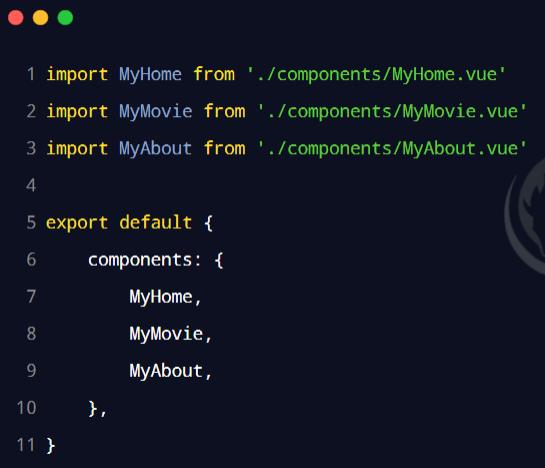 1 import MyHome from './components/MyHome.vue'
2 import MyMovie from './components/MyMovie.vue'
3 import MyAbout from './components/MyAbout.vue'
4
5 export default {
6     components: {
7         MyHome,
8         MyMovie,
9         MyAbout,
10     },
11 }